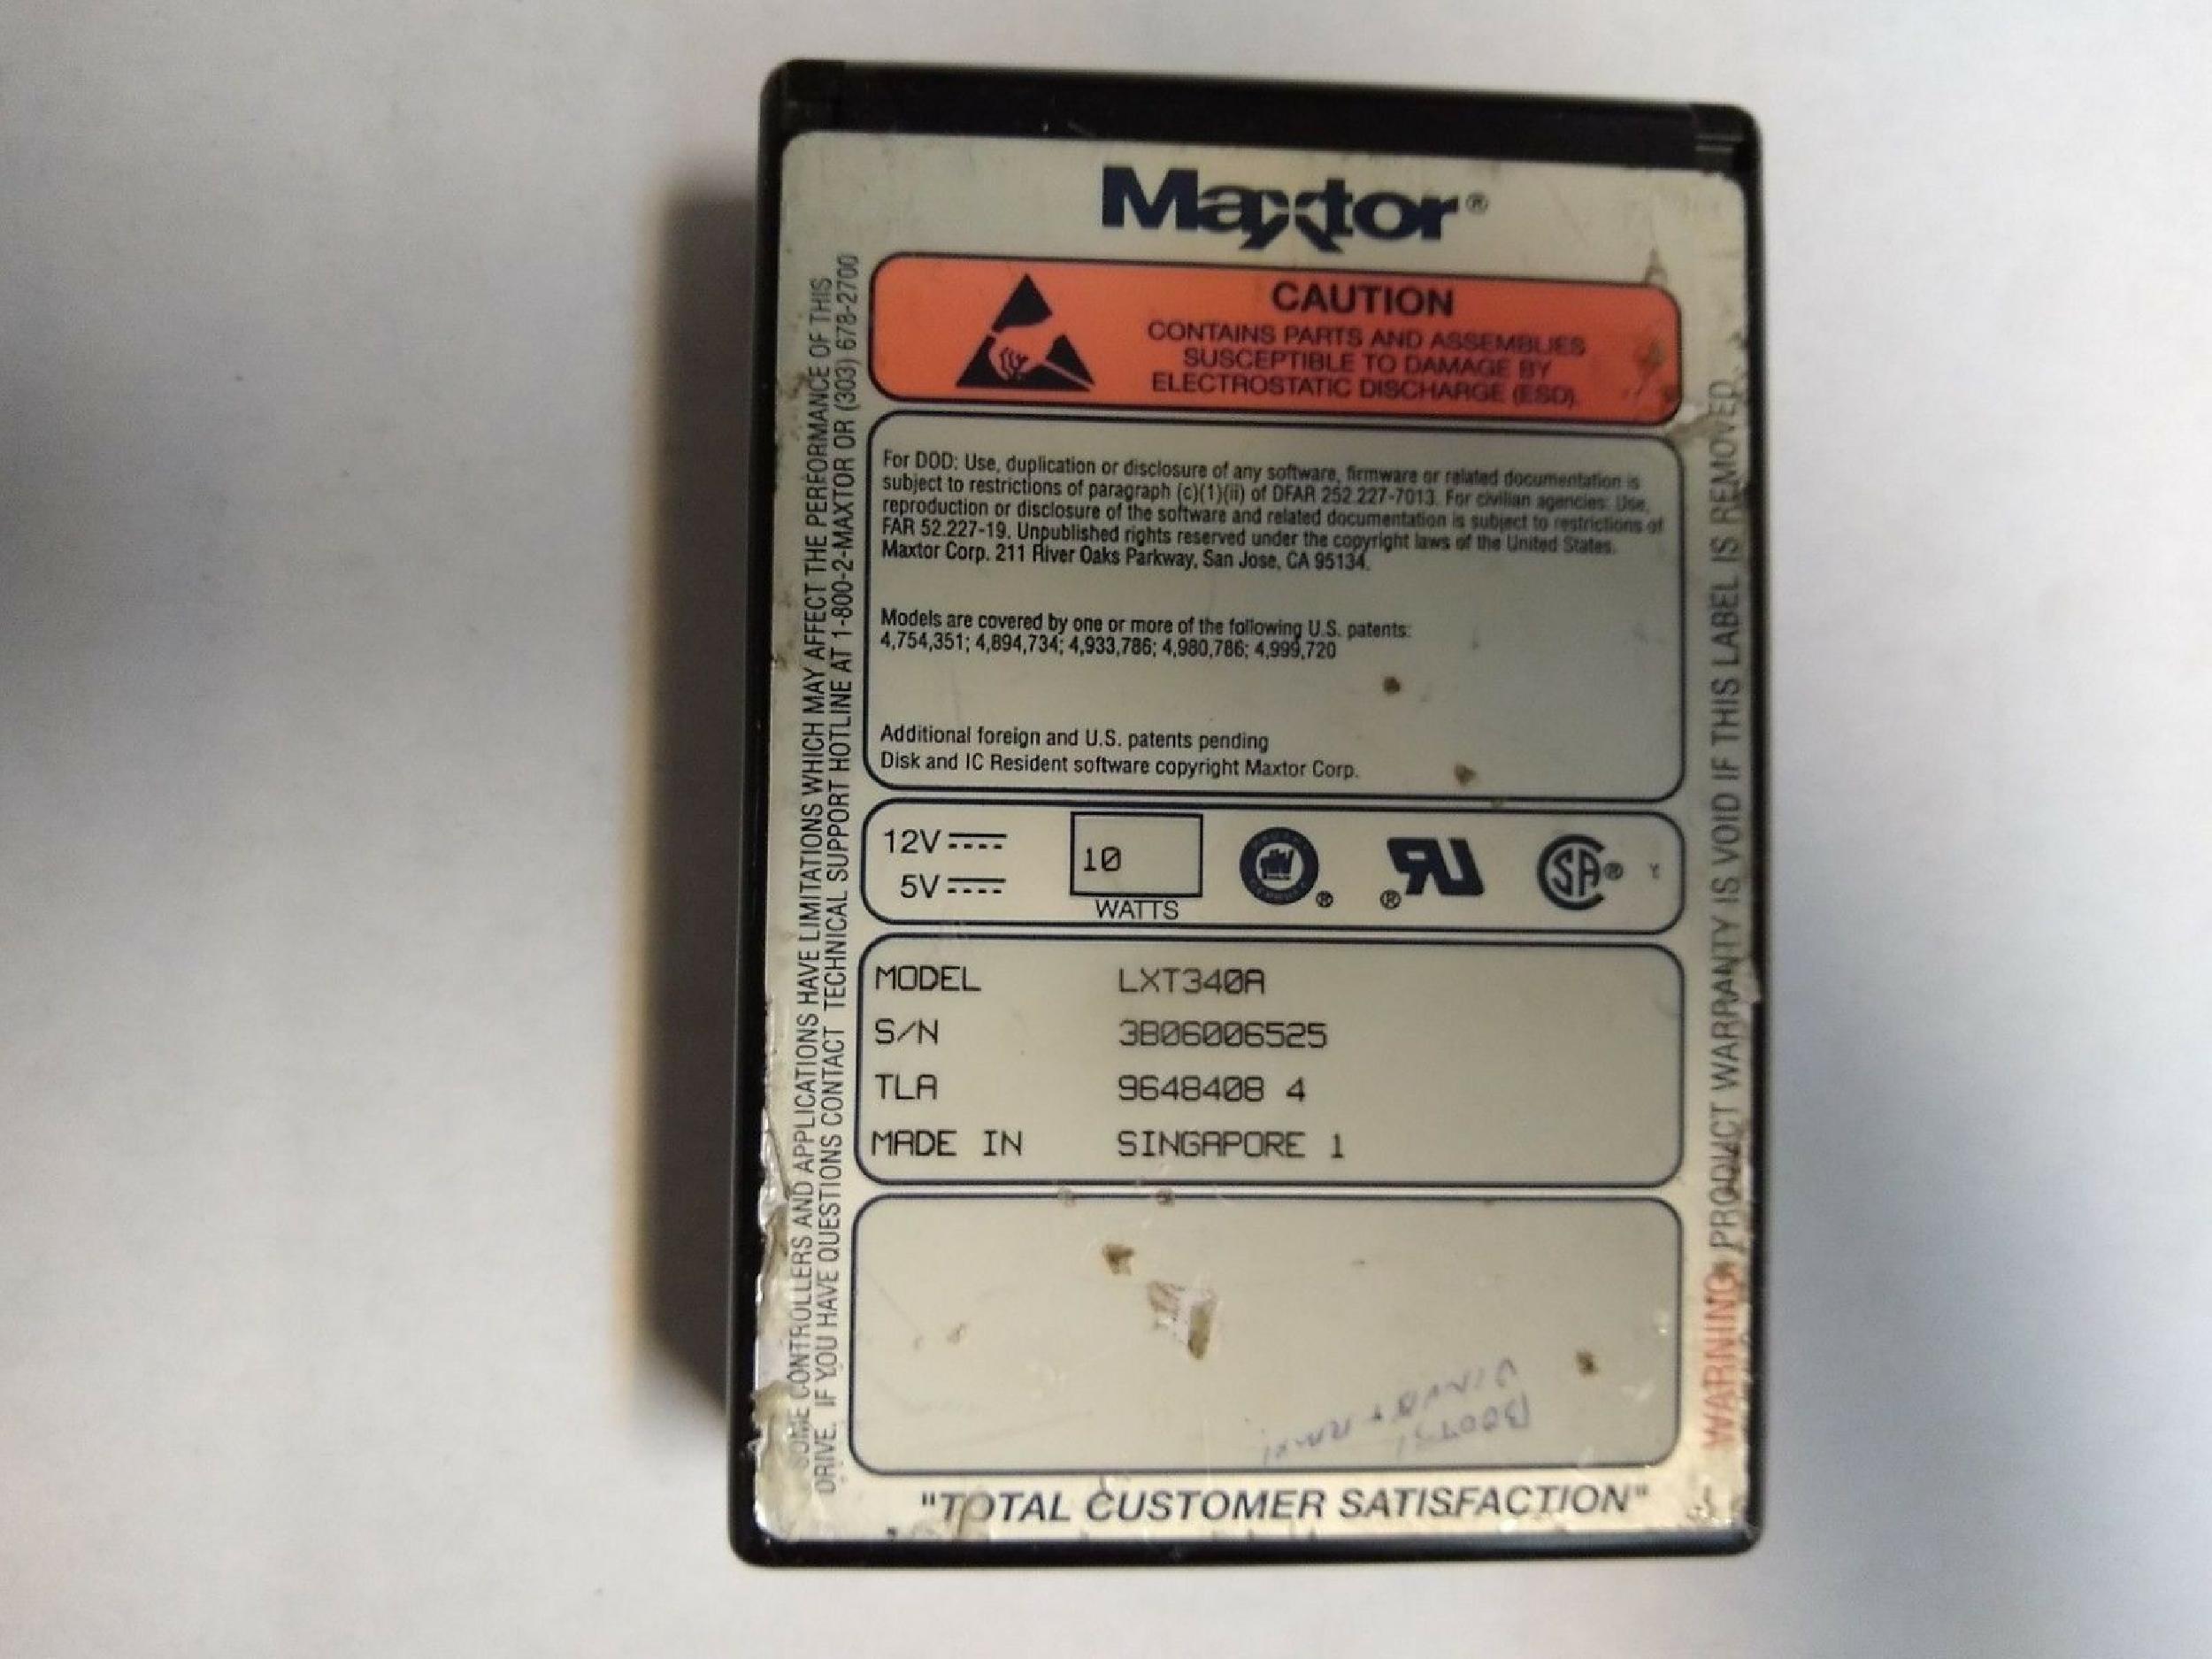 Maxtor®
CAUTION
CONTAINS PARTS AND ASSEMBLIES
SUSCEPTIBLE TO DAMAGE BY
ELECTROSTATIC DISCHARGE (ESD).
For DOD: Use, duplication or disclosure of any software, firmware or related documentation is
subject to restrictions of paragraph (c)(1)(ii) of DFAR 252.227-7013. For civilian agencies: Use,
reproduction or disclosure of the software and related documentation is subject to restrictions of
FAR 52.227-19. Unpublished rights reserved under the copyright laws of the United States.
Maxtor Corp. 211 River Oaks Parkway, San Jose, CA 95134.
Models are covered by one or more of the following U.S. patents:
4,754,351; 4,894,734; 4,933,786; 4,980,786; 4,999,720
Additional foreign and U.S. patents pending
Disk and IC Resident software copyright Maxtor Corp.
12V
5V
10
WATTS
MODEL LXT340A
S/N 3B06006525
TLA 9648408 4
MADE IN SINGAPORE 1
"TOTAL CUSTOMER SATISFACTION"
SOME CONTROLLERS AND APPLICATIONS HAVE LIMITATIONS WHICH MAY AFFECT THE PERFORMANCE OF THIS
DRIVE. IF YOU HAVE QUESTIONS CONTACT TECHNICAL SUPPORT HOTLINE AT 1-800-2-MAXTOR OR (303) 678-2700
WARNING: PRODUCT WARRANTY IS VOID IF THIS LABEL IS REMOVED.